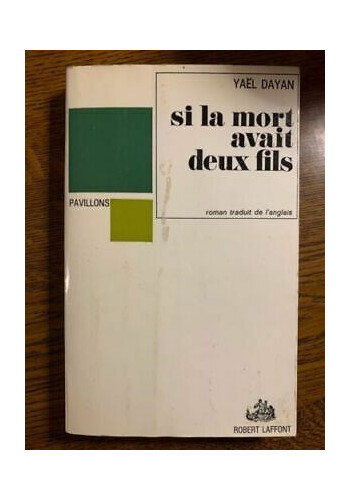 YAËL DAYAN
si la mort
avait
deux fils
PAVILLONS
roman traduit de l'anglais
ROBERT LAFFONT